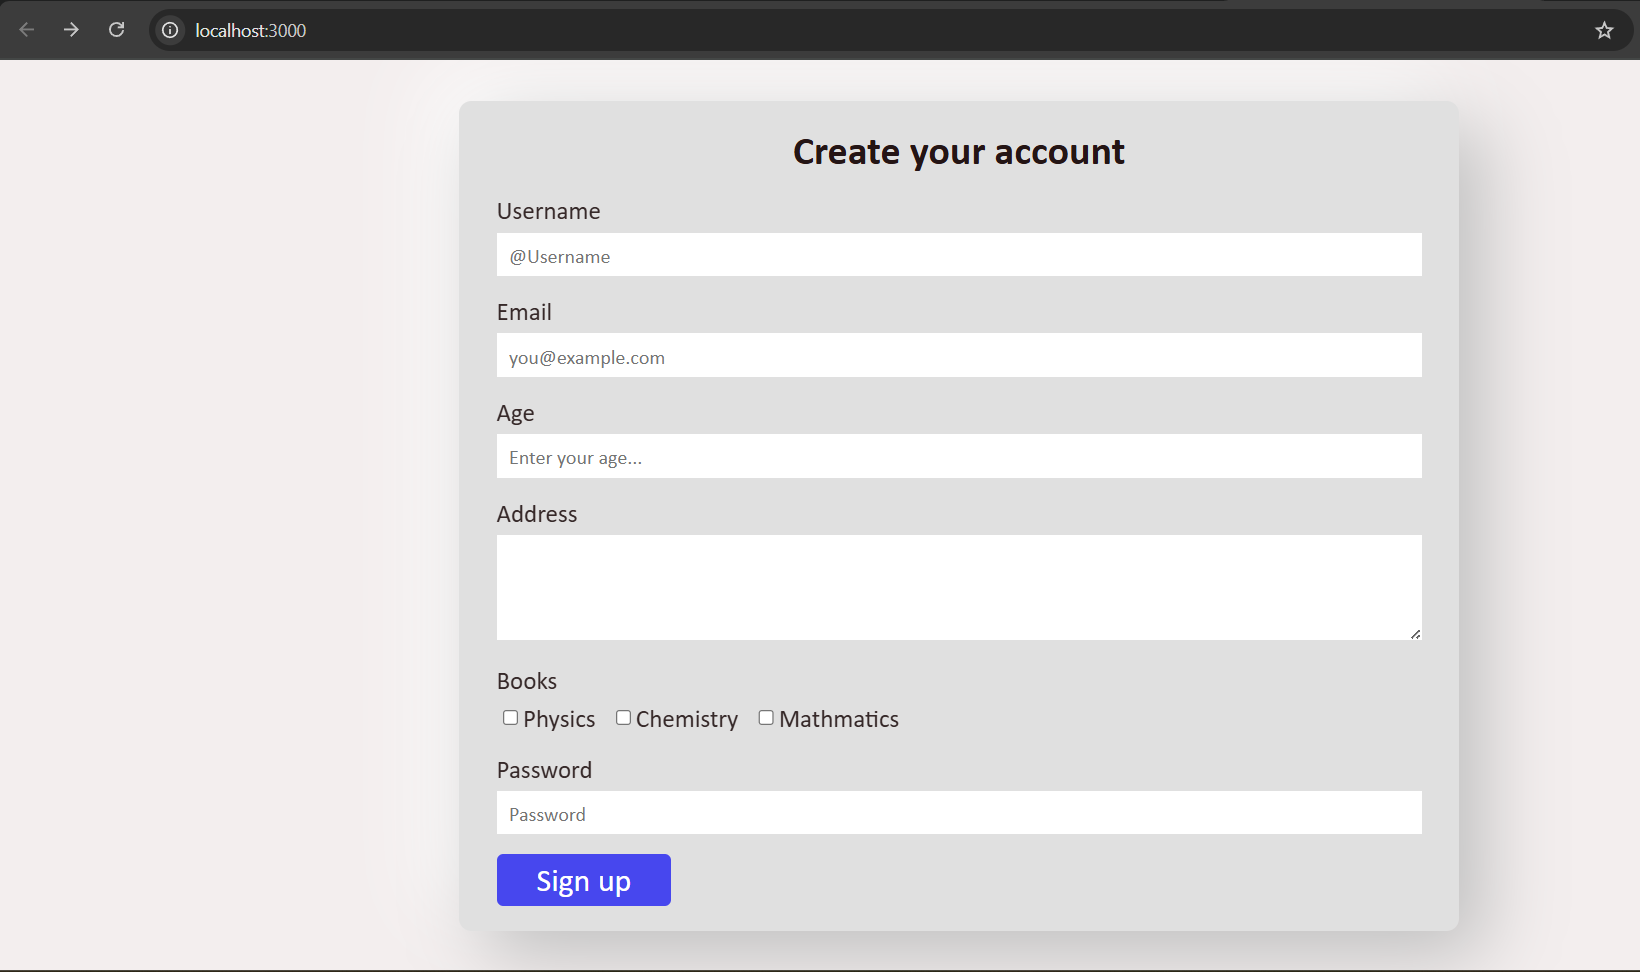 localhost:3000
Create your account
Username
@Username
Email
you@example.com
Age
Enter your age...
Address
Books
Physics Chemistry Mathmatics
Password
Password
Sign up